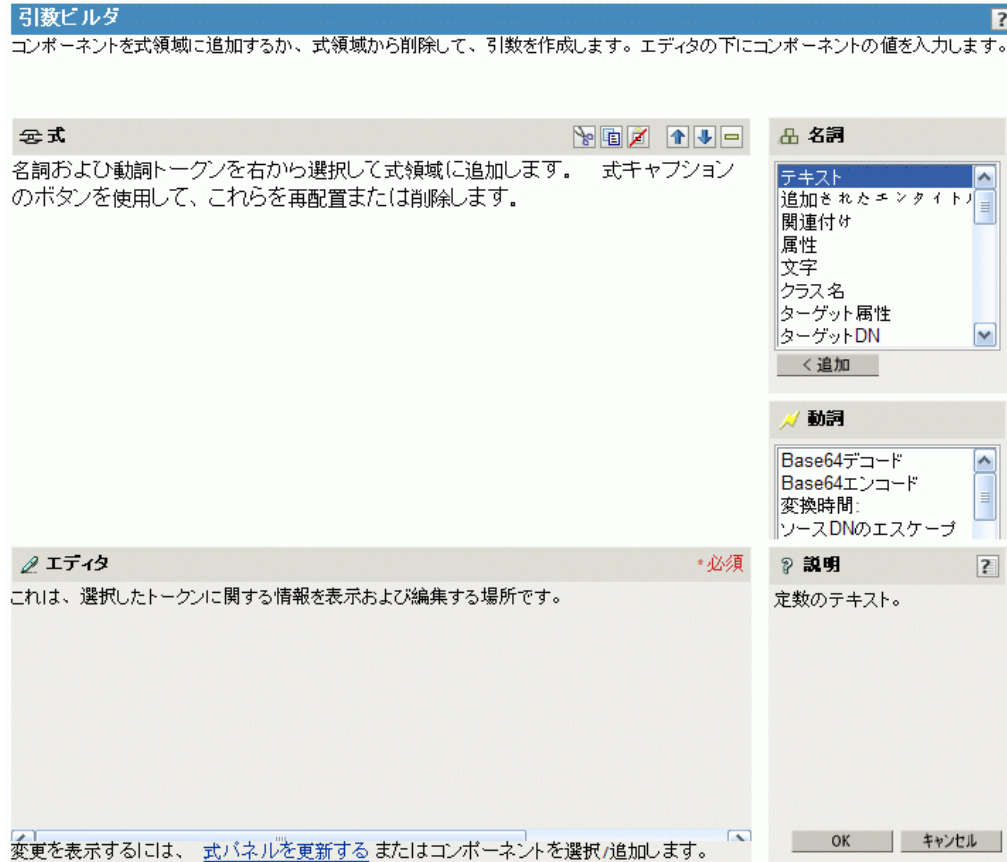 引数ビルダ
?
コンポーネントを式領域に追加するか、式領域から削除して、引数を作成します。エディタの下にコンポーネントの値を入力します。
式
名詞および動詞トークンを右から選択して式領域に追加します。 式キャプション
のボタンを使用して、これらを再配置または削除します。
名詞
テキスト
追加されたエンタイトル
関連付け
属性
文字
クラス名
ターゲット属性
ターゲットDN
<追加
動詞
Base64デコード
Base64エンコード
変換時間:
ソースDNのエスケープ
エディタ
*必須
これは、選択したトークンに関する情報を表示および編集する場所です。
説明
?
定数のテキスト。
変更を表示するには、 式パネルを更新する またはコンポーネントを選択/追加します。
OK
キャンセル